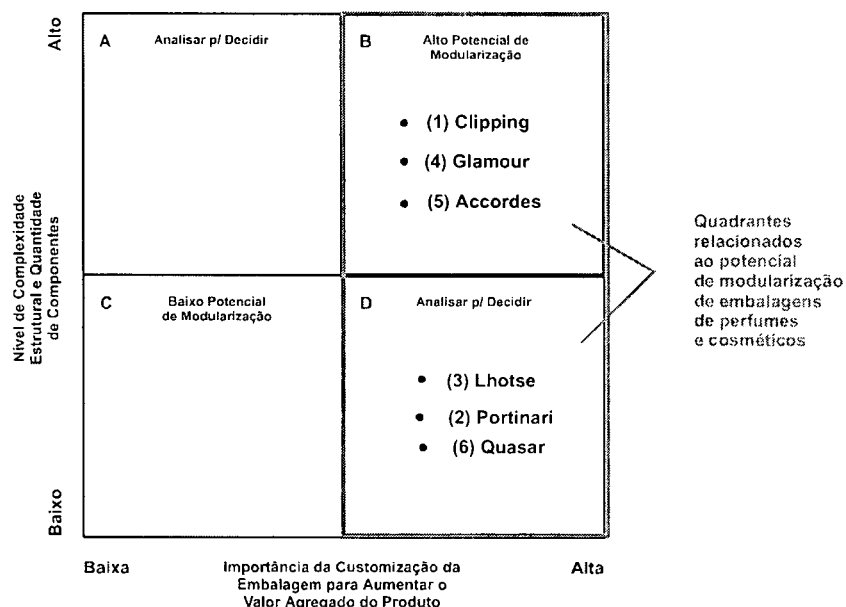 Alto
A
Analisar p/ Decidir
B
Alto Potencial de
Modularização
• (1) Clipping
• (4) Glamour
• (5) Accordes
Nível de Complexidade
Estrutural e Quantidade
de Componentes
Quadrantes
relacionados
ao potencial
de modularização
de embalagens
de perfumes
e cosméticos
C
Baixo Potencial
de Modularização
D
Analisar p/ Decidir
• (3) Lhotse
• (2) Portinari
• (6) Quasar
Baixo
Baixa
Importância da Customização da
Embalagem para Aumentar o
Valor Agregado do Produto
Alta